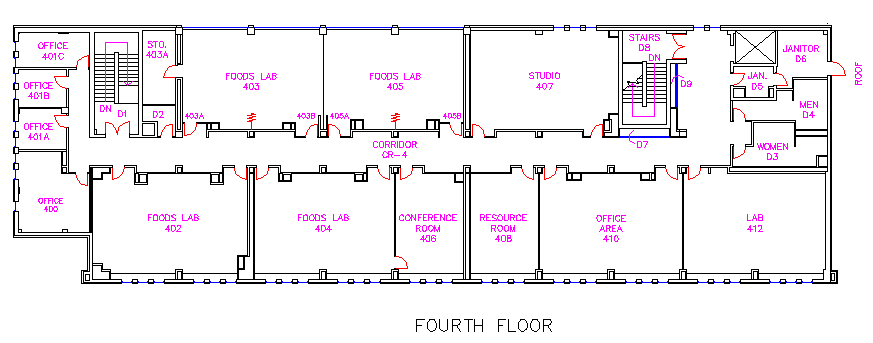 OFFICE
401C
STO.
403A
STAIRS
D8
DN
JANITOR
D6
ROOF
OFFICE
401B
FOODS LAB
403
FOODS LAB
405
STUDIO
407
D9
JAN.
D5
DN
D1
D2
403A
403B
405A
405B
MEN
D4
OFFICE
401A
CORRIDOR
CR-4
D7
WOMEN
D3
OFFICE
400
FOODS LAB
402
FOODS LAB
404
CONFERENCE
ROOM
406
RESOURCE
ROOM
408
OFFICE
AREA
410
LAB
412
FOURTH FLOOR